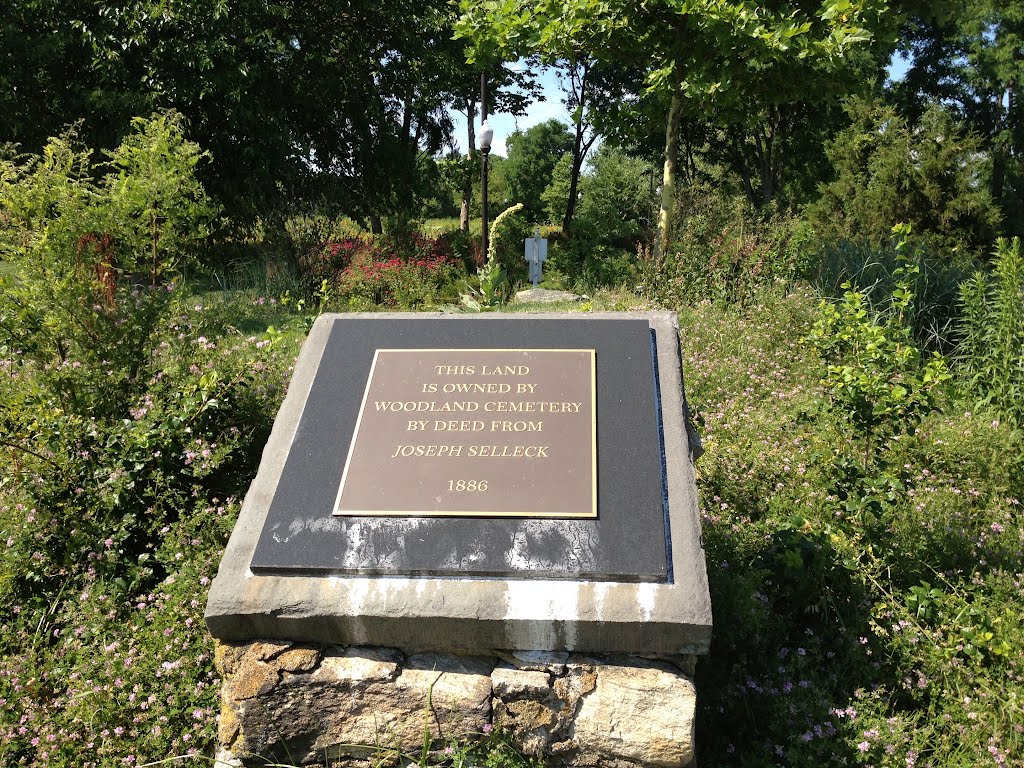 THIS LAND
IS OWNED BY
WOODLAND CEMETERY
BY DEED FROM
JOSEPH SELLECK
1886